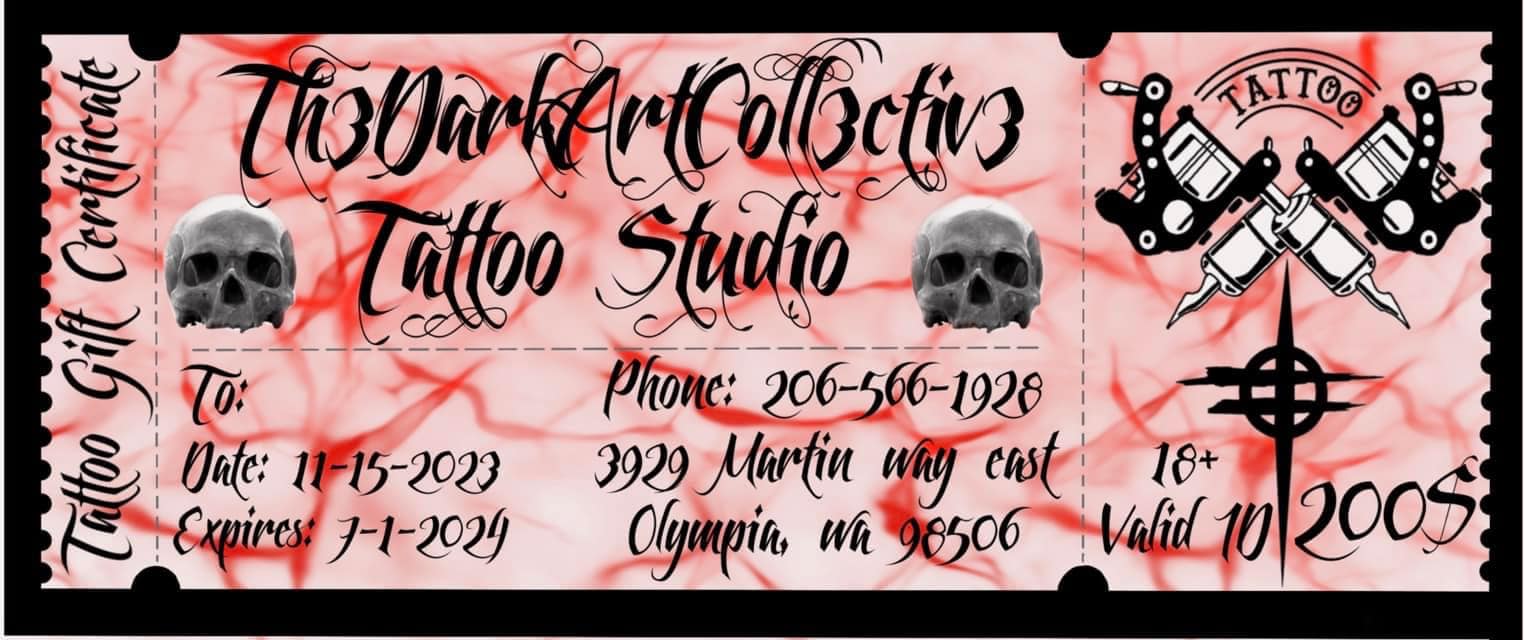 Tattoo Gift Certificate
Th3DarkArtColl3ctiv3
Tattoo Studio
To:
Date: 11-15-2023
Expires: 7-1-2024
Phone: 206-566-1928
3929 Martin way east
Olympia, wa 98506
TATTOO
18+
Valid ID
200$